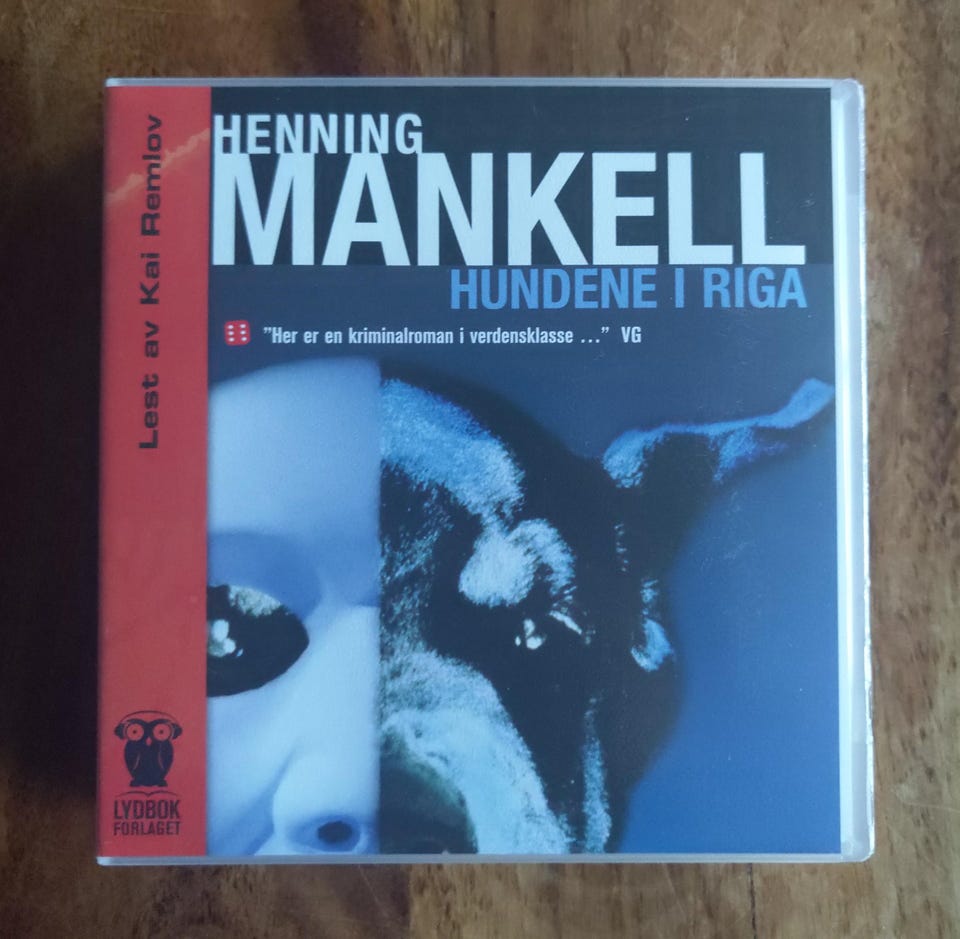 HENNING
MANKELL
HUNDENE I RIGA
"Her er en kriminalroman i verdensklasse ..." VG
Lest av Kai Remlov
LYDBOK
FORLAGET